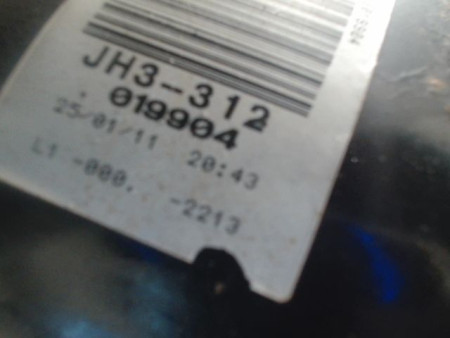 JH3-312
019904
25/01/11 20:43
L1 -000. -2213